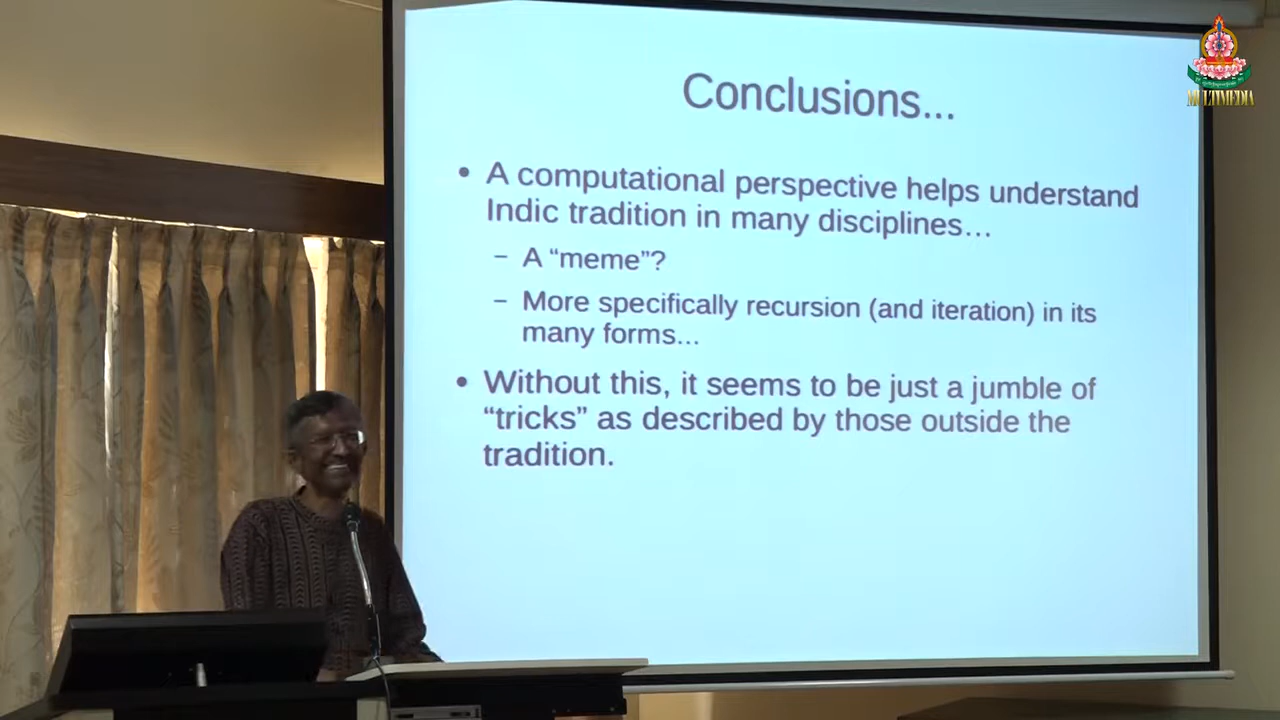 Conclusions...
• A computational perspective helps understand
Indic tradition in many disciplines...
– A “meme”?
– More specifically recursion (and iteration) in its
many forms...
• Without this, it seems to be just a jumble of
“tricks” as described by those outside the
tradition.
MULTIMEDIA